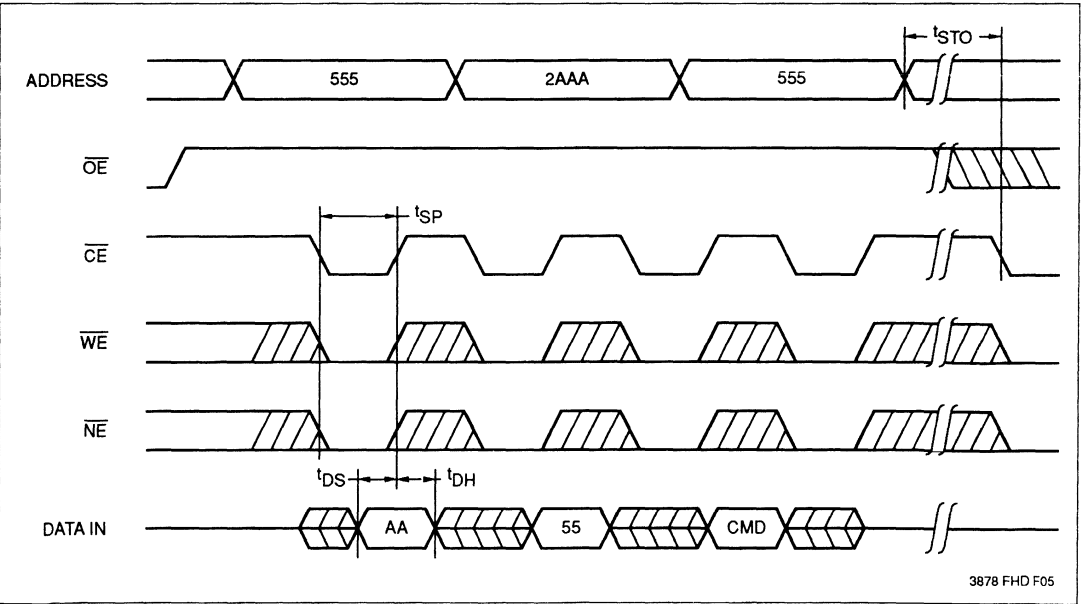 tSTO
ADDRESS 555 2AAA 555
OE
tSP
CE
WE
NE
tDS tDH
DATA IN AA 55 CMD
3878 FHD F05